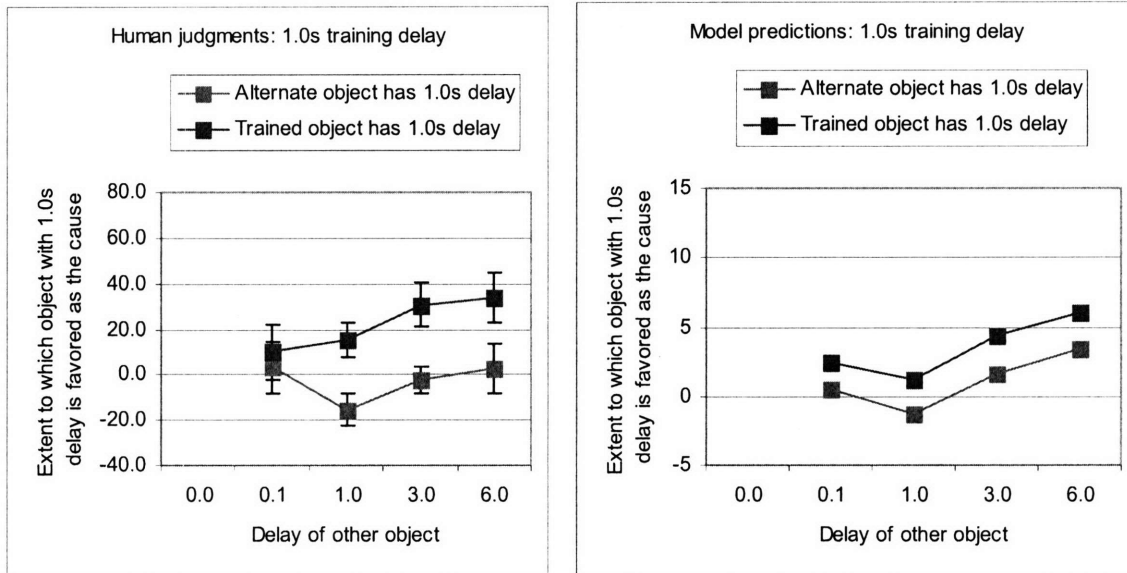 Human judgments: 1.0s training delay
Alternate object has 1.0s delay
Trained object has 1.0s delay
Extent to which object with 1.0s
delay is favored as the cause
80.0
60.0
40.0
20.0
0.0
-20.0
-40.0
0.0 0.1 1.0 3.0 6.0
Delay of other object
Model predictions: 1.0s training delay
Alternate object has 1.0s delay
Trained object has 1.0s delay
Extent to which object with 1.0s
delay is favored as the cause
15
10
5
0
-5
0.0 0.1 1.0 3.0 6.0
Delay of other object